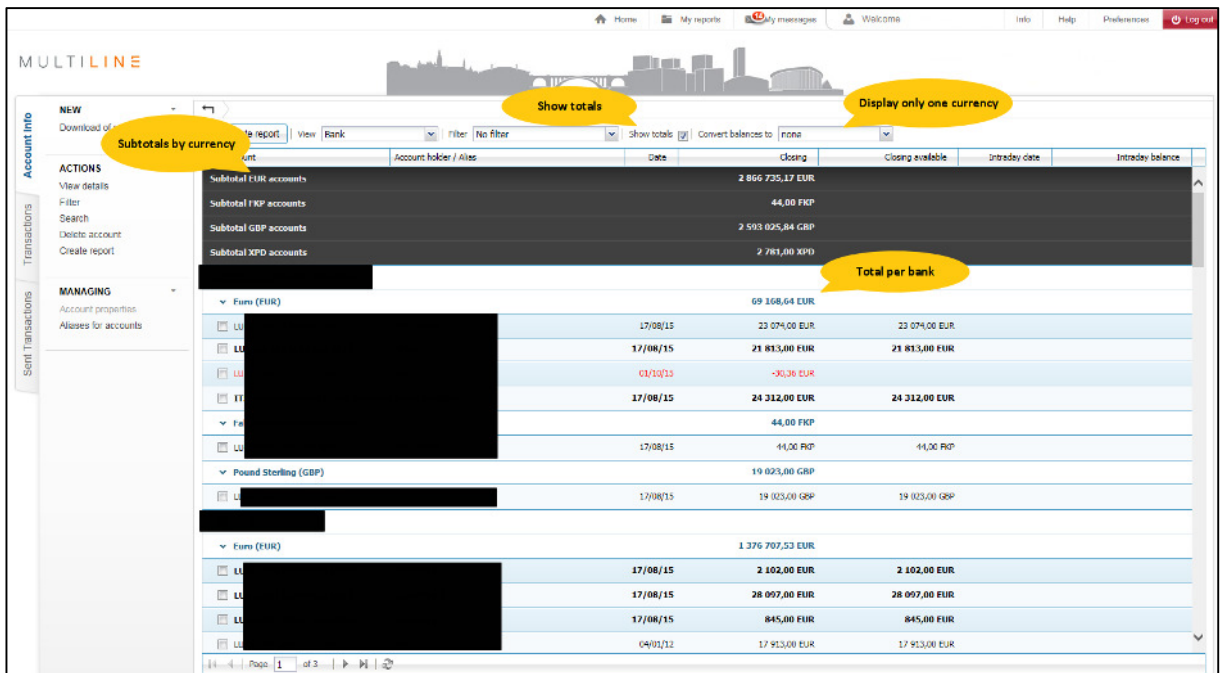 Home My reports 14 My messages Welcome Info Help Preferences Log out
MULTILINE
Show totals
Display only one currency
Subtotals by currency
Total per bank
Account Info
Transactions
Sent Transactions
NEW
Download of
ACTIONS
View details
Filter
Search
Delete account
Create report
MANAGING
Account properties
Aliases for accounts
report View Bank Filter No filter Show totals Convert balances to none
Account holder / Alias Date Closing Closing available Intraday date Intraday balance
Subtotal EUR accounts 2 866 735,17 EUR
Subtotal FKP accounts 44,00 FKP
Subtotal GBP accounts 2 593 025,84 GBP
Subtotal XPD accounts 2 781,00 XPD
Euro (EUR) 69 168,64 EUR
LU 17/08/15 23 074,00 EUR 23 074,00 EUR
LU 17/08/15 21 813,00 EUR 21 813,00 EUR
LU 01/10/15 -30,36 EUR
IT 17/08/15 24 312,00 EUR 24 312,00 EUR
44,00 FKP
LU 17/08/15 44,00 FKP 44,00 FKP
Pound Sterling (GBP) 19 023,00 GBP
17/08/15 19 023,00 GBP 19 023,00 GBP
Euro (EUR) 1 376 707,53 EUR
LU 17/08/15 2 102,00 EUR 2 102,00 EUR
LU 17/08/15 28 097,00 EUR 28 097,00 EUR
LU 17/08/15 845,00 EUR 845,00 EUR
LU 04/01/12 17 913,00 EUR 17 913,00 EUR
Page 1 of 3